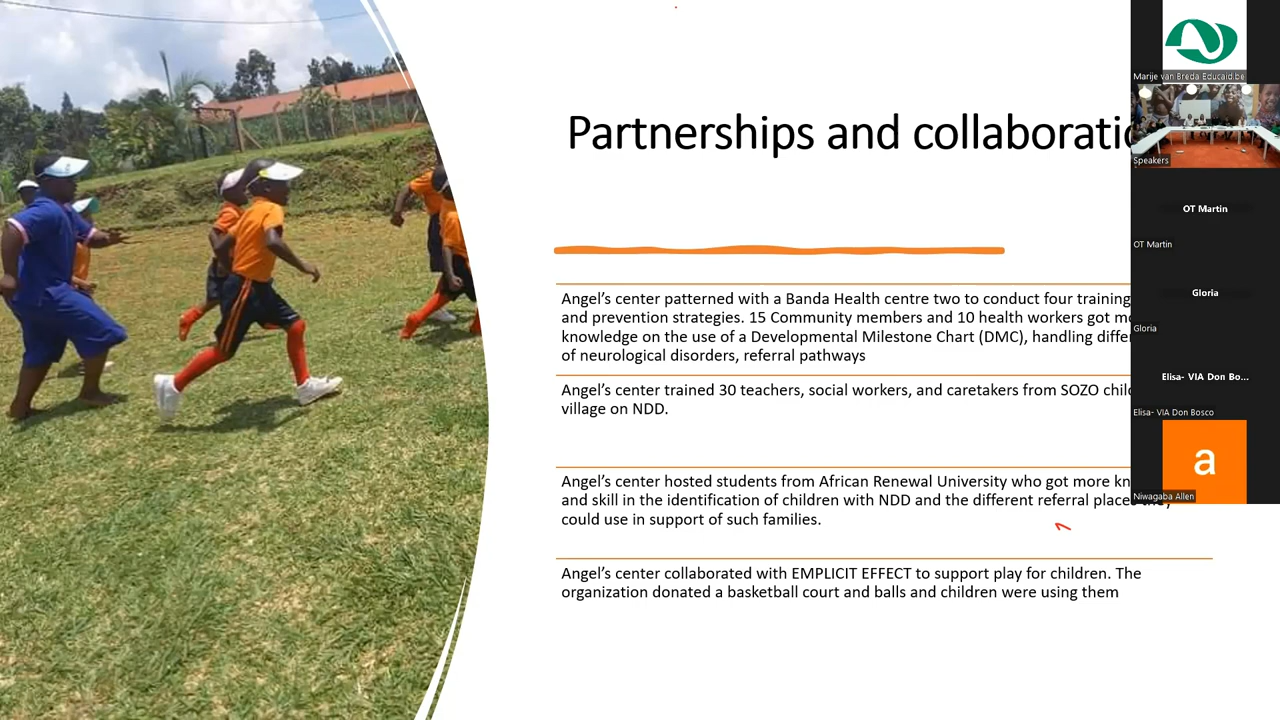 Partnerships and
Angel's center patterned with a Banda Health centre two to conduct four training
and prevention strategies. 15 Community members and 10 health workers got
knowledge on the use of a Developmental Milestone Chart (DMC), handling
of neurological disorders, referral pathways
Angel's center trained 30 teachers, social workers, and caretakers from SOZO
village on NDD.
Angel's center hosted students from African Renewal University who got more
and skill in the identification of children with NDD and the different referral places
could use in support of such families.
Angel's center collaborated with EMPLICIT EFFECT to support play for children. The
organization donated a basketball court and balls and children were using them
Marije van Breda Educaid.be
Speakers
OT Martin
OT Martin
Gloria
Gloria
Elisa- VIA Don Bo...
Elisa- VIA Don Bosco
a
Niwagaba Allen